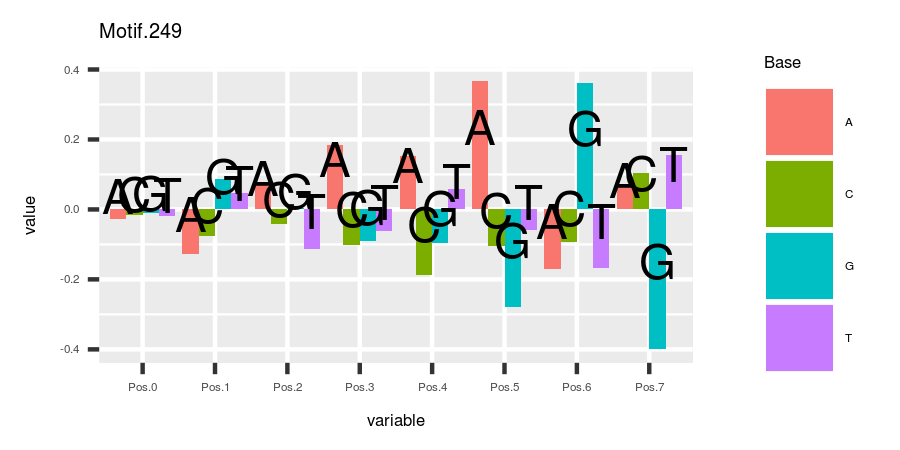 Motif.249
Base
0.4
0.2
0.0
-0.2
-0.4
value
A C G T A C G T A C G T A C G T A C G T A C G T A C G T A C G T
Pos.0 Pos.1 Pos.2 Pos.3 Pos.4 Pos.5 Pos.6 Pos.7
variable
A
C
G
T